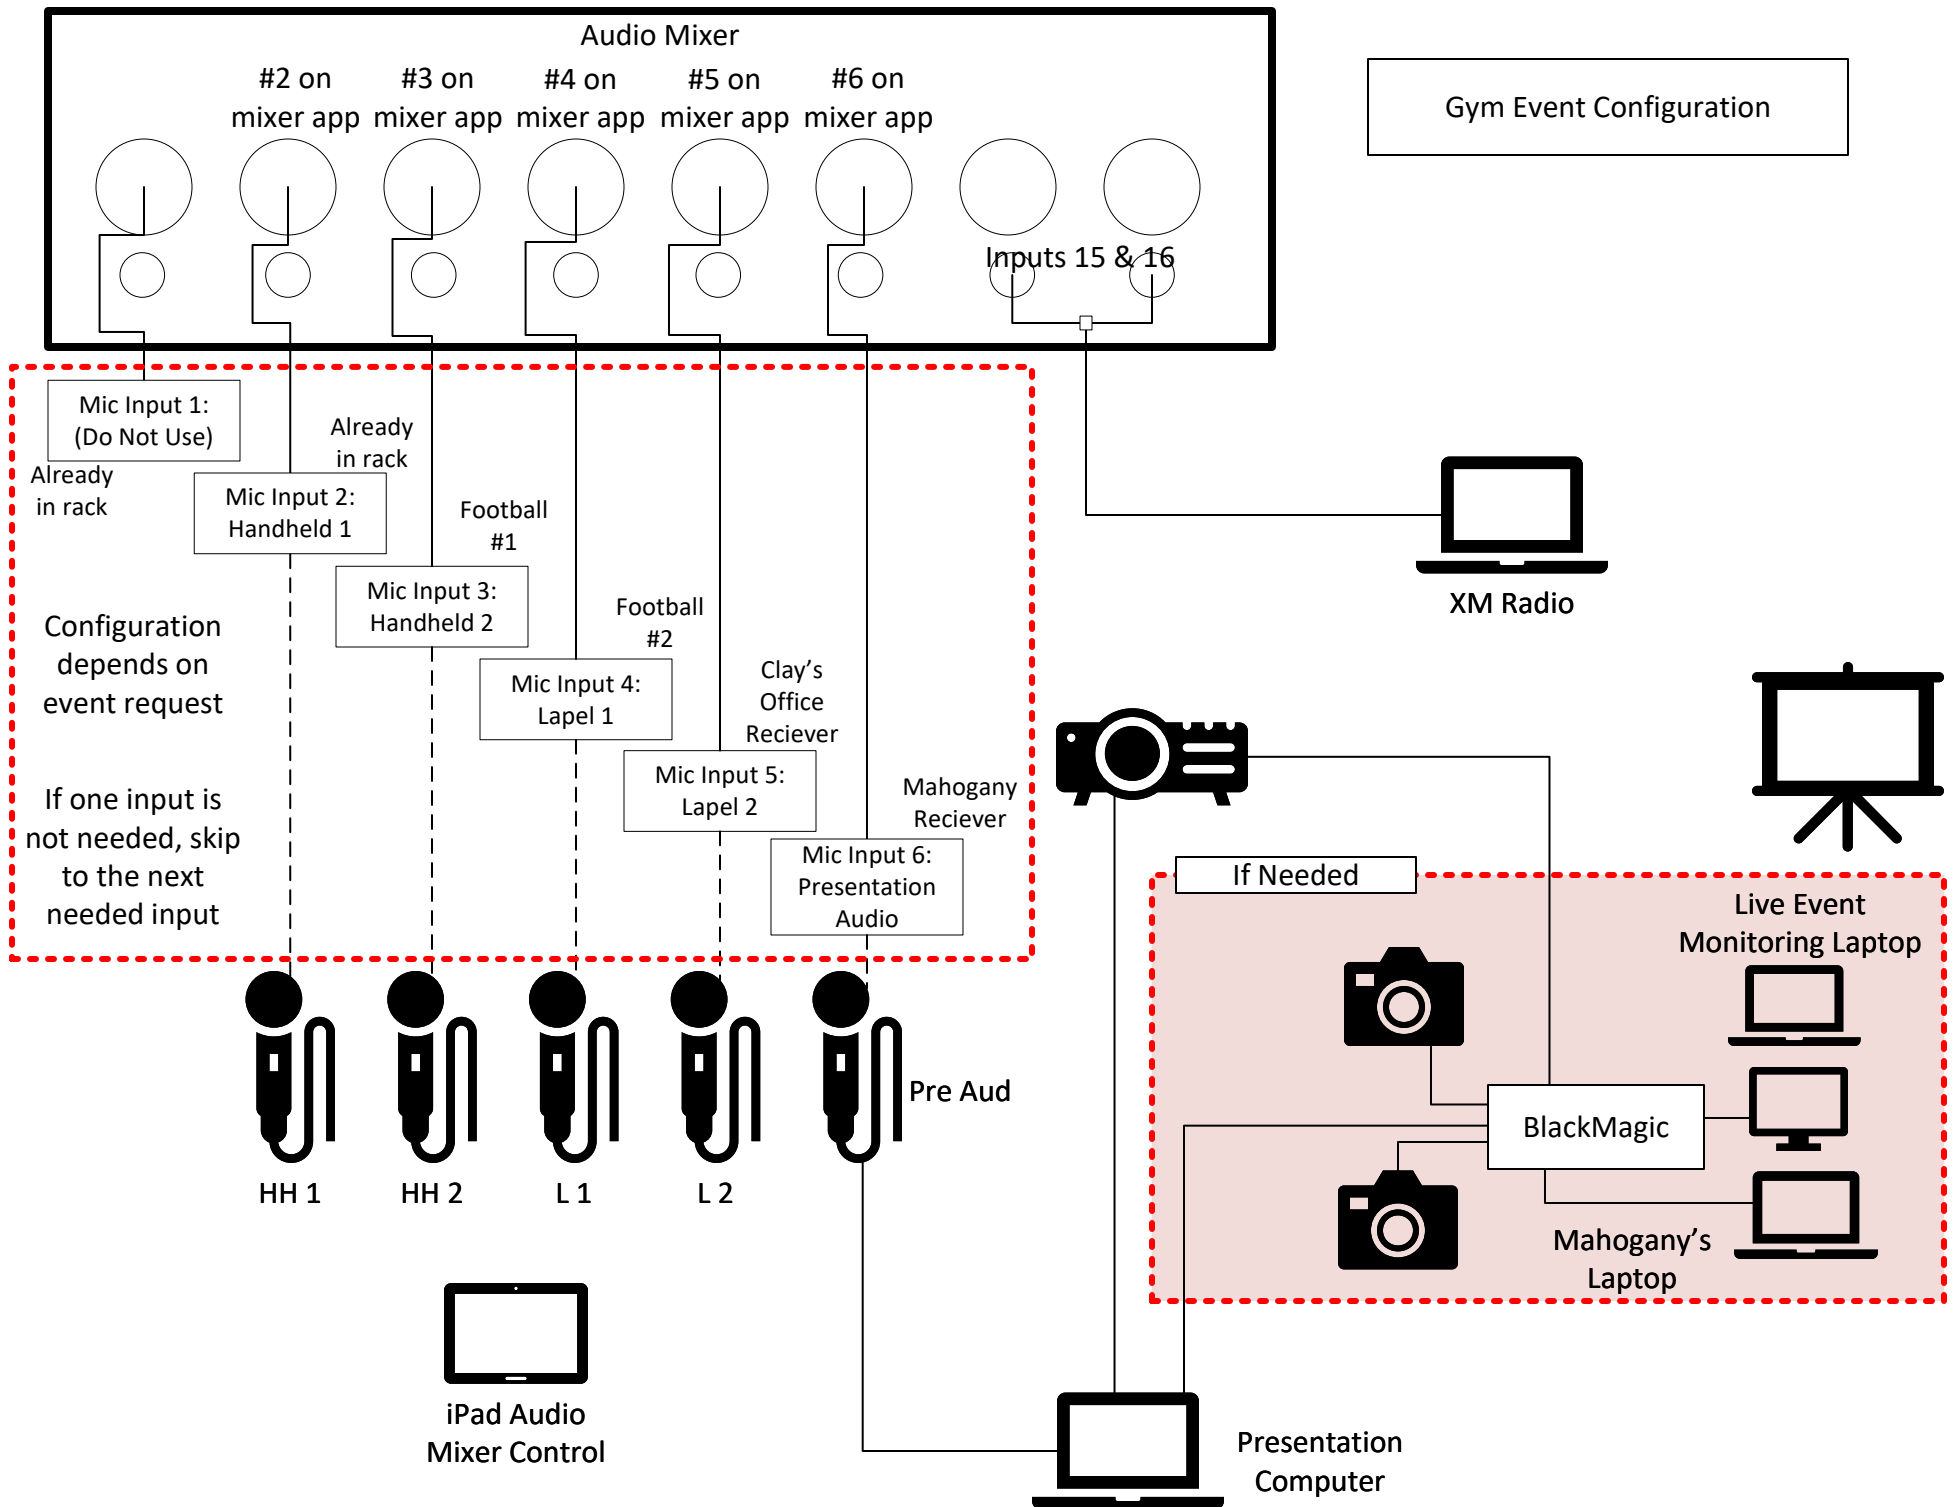 Audio Mixer
#2 on
mixer app
#3 on
mixer app
#4 on
mixer app
#5 on
mixer app
#6 on
mixer app
Gym Event Configuration
Inputs 15 & 16
Mic Input 1:
(Do Not Use)
Already
in rack
Mic Input 2:
Handheld 1
Already
in rack
Mic Input 3:
Handheld 2
Football
#1
Mic Input 4:
Lapel 1
Football
#2
Mic Input 5:
Lapel 2
Clay’s
Office
Reciever
Mic Input 6:
Presentation
Audio
Mahogany
Reciever
Configuration
depends on
event request
If one input is
not needed, skip
to the next
needed input
XM Radio
If Needed
Live Event
Monitoring Laptop
BlackMagic
Mahogany’s
Laptop
Pre Aud
HH 1
HH 2
L 1
L 2
iPad Audio
Mixer Control
Presentation
Computer